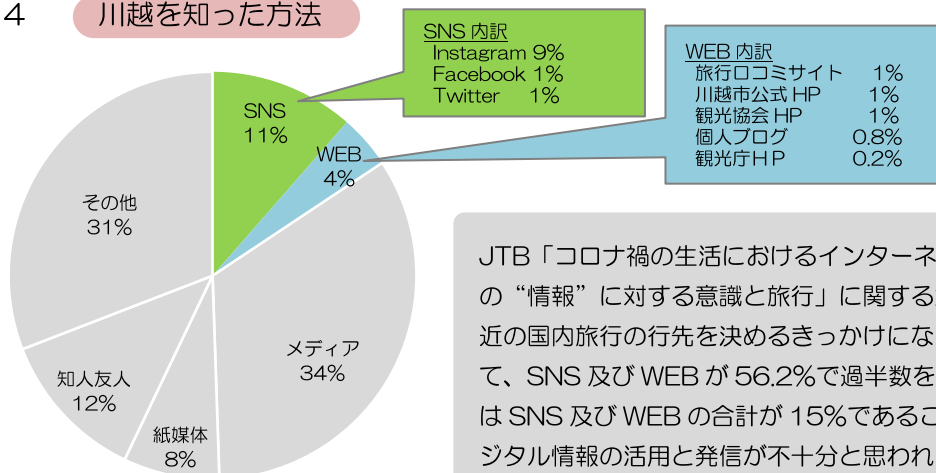 4
川越を知った方法
SNS 内訳
Instagram 9%
Facebook 1%
Twitter 1%
WEB 内訳
旅行口コミサイト 1%
川越市公式 HP 1%
観光協会 HP 1%
個人ブログ 0.8%
観光庁HP 0.2%
SNS
11%
WEB
4%
その他
31%
メディア
34%
知人友人
12%
紙媒体
8%
JTB「コロナ禍の生活におけるインターネ
の“情報”に対する意識と旅行」に関する
近の国内旅行の行先を決めるきっかけにな
て、SNS 及び WEB が 56.2%で過半数を
は SNS 及び WEB の合計が 15%であるこ
ジタル情報の活用と発信が不十分と思われ